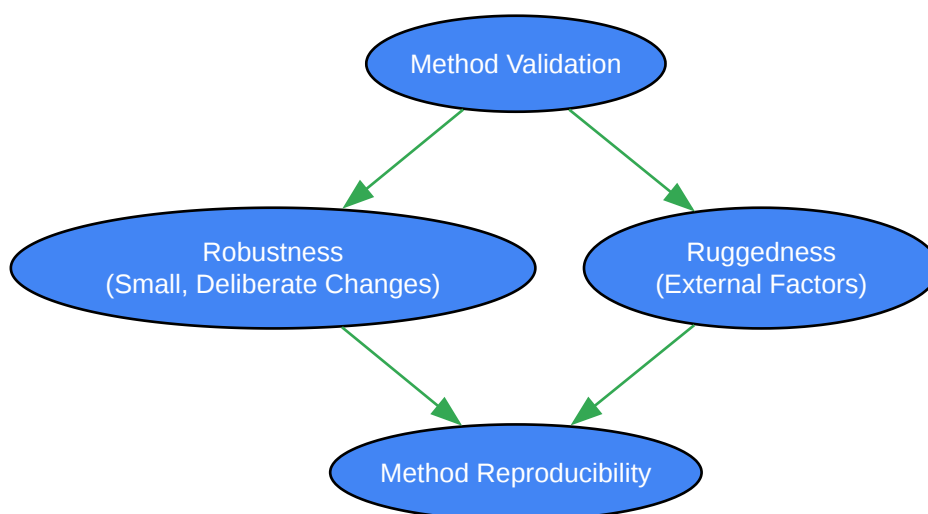 Method Validation
Robustness
(Small, Deliberate Changes)
Ruggedness
(External Factors)
Method Reproducibility